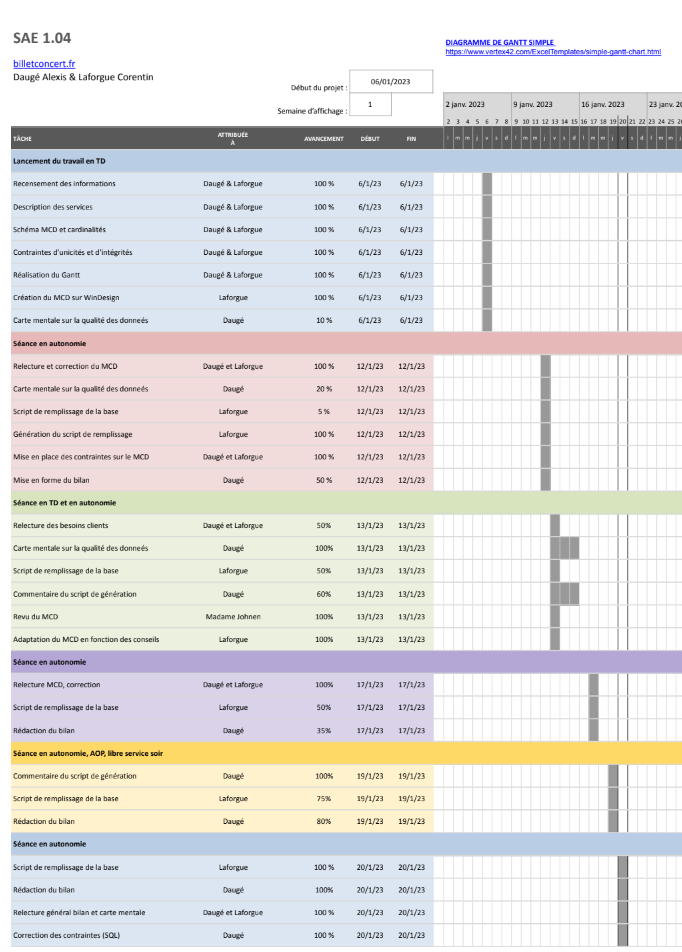 SAE 1.04
DIAGRAMME DE GANTT SIMPLE
https://www.vertex42.com/ExcelTemplates/simple-gantt-chart.html
billetconcert.fr
Daugé Alexis & Laforgue Corentin
Début du projet : 06/01/2023
Semaine d'affichage : 1
2 janv. 2023 9 janv. 2023 16 janv. 2023 23 janv. 20
2 3 4 5 6 7 8 9 10 11 12 13 14 15 16 17 18 19 20 21 22 23 24 25 26
TÂCHE ATTRIBUÉE À AVANCEMENT DÉBUT FIN l m m j v s d l m m j v s d l m m j v s d l m m j
Lancement du travail en TD
Recensement des informations Daugé & Laforgue 100 % 6/1/23 6/1/23
Description des services Daugé & Laforgue 100 % 6/1/23 6/1/23
Schéma MCD et cardinalités Daugé & Laforgue 100 % 6/1/23 6/1/23
Contraintes d'unicités et d'intégrités Daugé & Laforgue 100 % 6/1/23 6/1/23
Réalisation du Gantt Daugé & Laforgue 100 % 6/1/23 6/1/23
Création du MCD sur WinDesign Laforgue 100 % 6/1/23 6/1/23
Carte mentale sur la qualité des donneés Daugé 10 % 6/1/23 6/1/23
Séance en autonomie
Relecture et correction du MCD Daugé et Laforgue 100 % 12/1/23 12/1/23
Carte mentale sur la qualité des donneés Daugé 20 % 12/1/23 12/1/23
Script de remplissage de la base Laforgue 5 % 12/1/23 12/1/23
Génération du script de remplissage Laforgue 100 % 12/1/23 12/1/23
Mise en place des contraintes sur le MCD Daugé et Laforgue 100 % 12/1/23 12/1/23
Mise en forme du bilan Daugé 50 % 12/1/23 12/1/23
Séance en TD et en autonomie
Relecture des besoins clients Daugé et Laforgue 50% 13/1/23 13/1/23
Carte mentale sur la qualité des donneés Daugé 100% 13/1/23 13/1/23
Script de remplissage de la base Laforgue 50% 13/1/23 13/1/23
Commentaire du script de génération Daugé 60% 13/1/23 13/1/23
Revu du MCD Madame Johnen 100% 13/1/23 13/1/23
Adaptation du MCD en fonction des conseils Laforgue 100% 13/1/23 13/1/23
Séance en autonomie
Relecture MCD, correction Daugé et Laforgue 100% 17/1/23 17/1/23
Script de remplissage de la base Laforgue 50% 17/1/23 17/1/23
Rédaction du bilan Daugé 35% 17/1/23 17/1/23
Séance en autonomie, AOP, libre service soir
Commentaire du script de génération Daugé 100% 19/1/23 19/1/23
Script de remplissage de la base Laforgue 75% 19/1/23 19/1/23
Rédaction du bilan Daugé 80% 19/1/23 19/1/23
Séance en autonomie
Script de remplissage de la base Laforgue 100 % 20/1/23 20/1/23
Rédaction du bilan Daugé 100% 20/1/23 20/1/23
Relecture général bilan et carte mentale Daugé et Laforgue 100 % 20/1/23 20/1/23
Correction des contraintes (SQL) Daugé 100 % 20/1/23 20/1/23